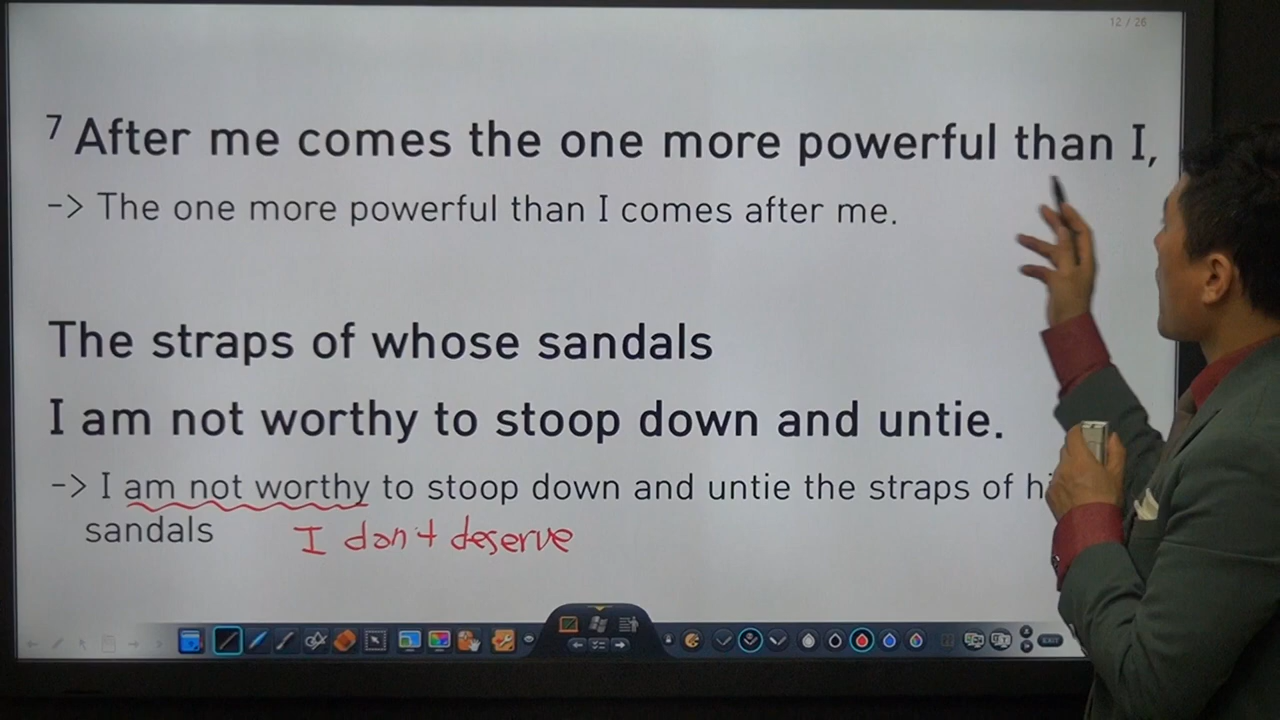 12 / 26
7 After me comes the one more powerful than I,
-> The one more powerful than I comes after me.
The straps of whose sandals
I am not worthy to stoop down and untie.
-> I am not worthy to stoop down and untie the straps of
sandals
I don't deserve